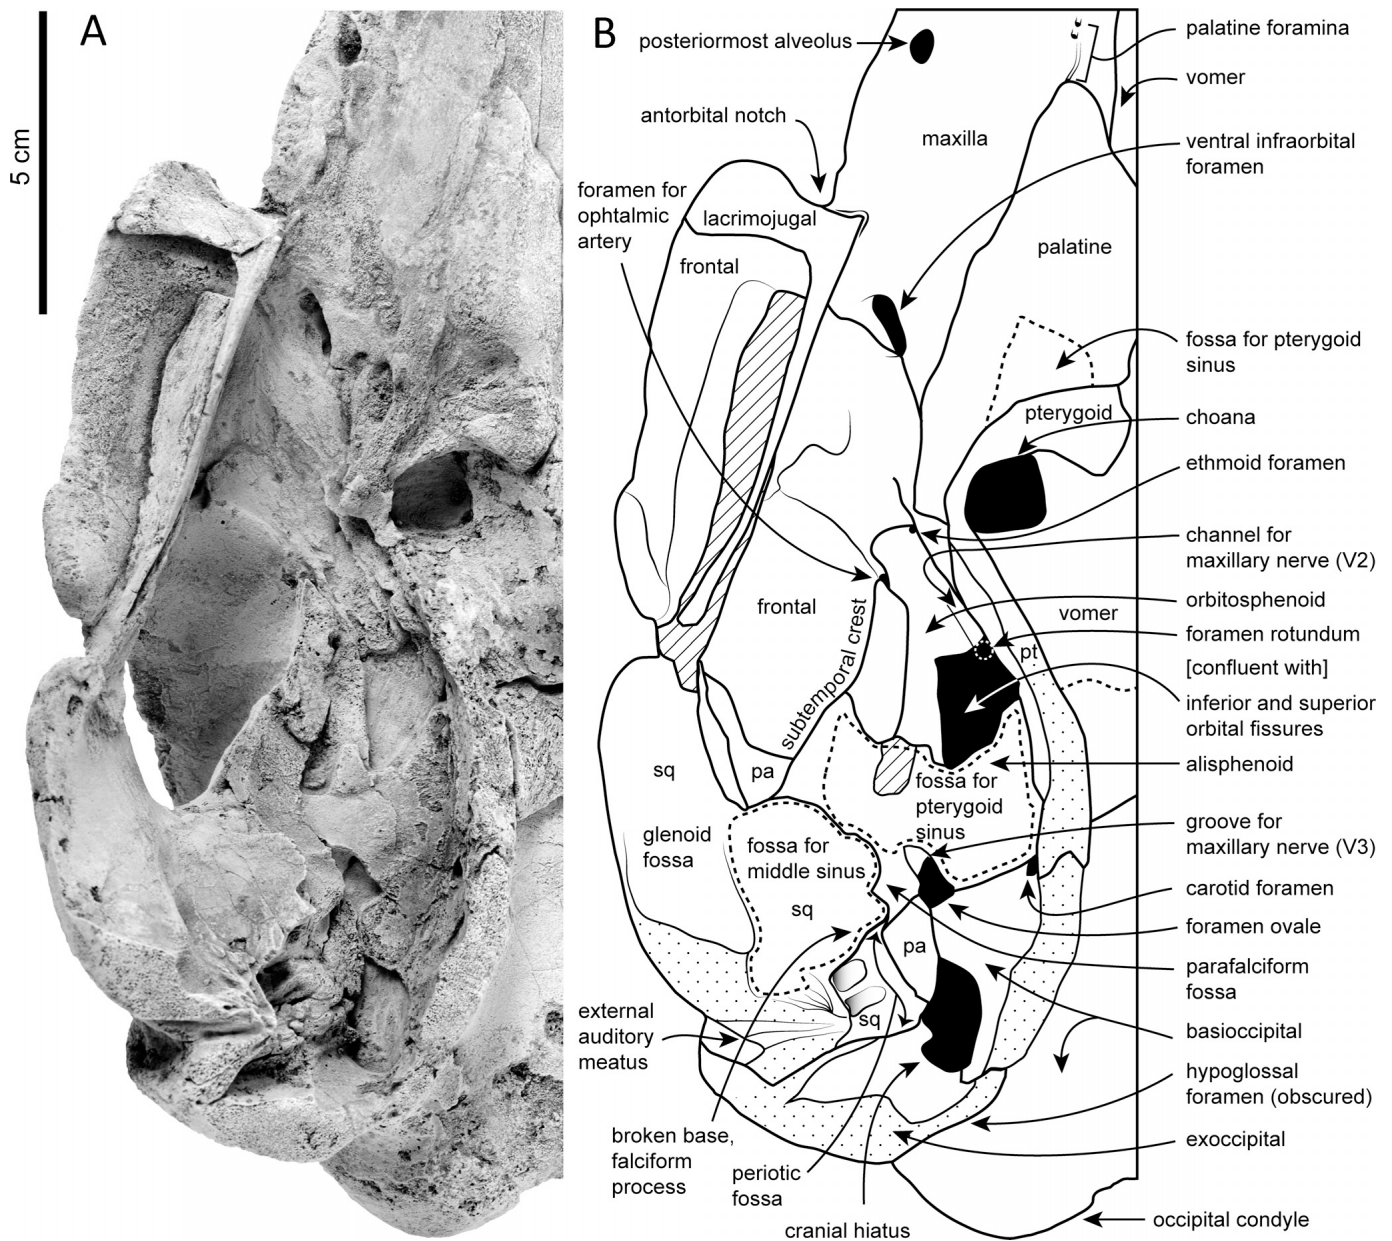 A
5 cm
B
posteriormost alveolus
antorbital notch
foramen for
ophtalmic
artery
lacrimojugal
frontal
maxilla
palatine
pterygoid
frontal
subtemporal crest
vomer
pt
sq
pa
glenoid
fossa
fossa for
middle sinus
sq
fossa for
pterygoid
sinus
pa
sq
external
auditory
meatus
broken base,
falciform
process
periotic
fossa
cranial hiatus
palatine foramina
vomer
ventral infraorbital
foramen
fossa for pterygoid
sinus
choana
ethmoid foramen
channel for
maxillary nerve (V2)
orbitosphenoid
foramen rotundum
[confluent with]
inferior and superior
orbital fissures
alisphenoid
groove for
maxillary nerve (V3)
carotid foramen
foramen ovale
parafalciform
fossa
basioccipital
hypoglossal
foramen (obscured)
exoccipital
occipital condyle